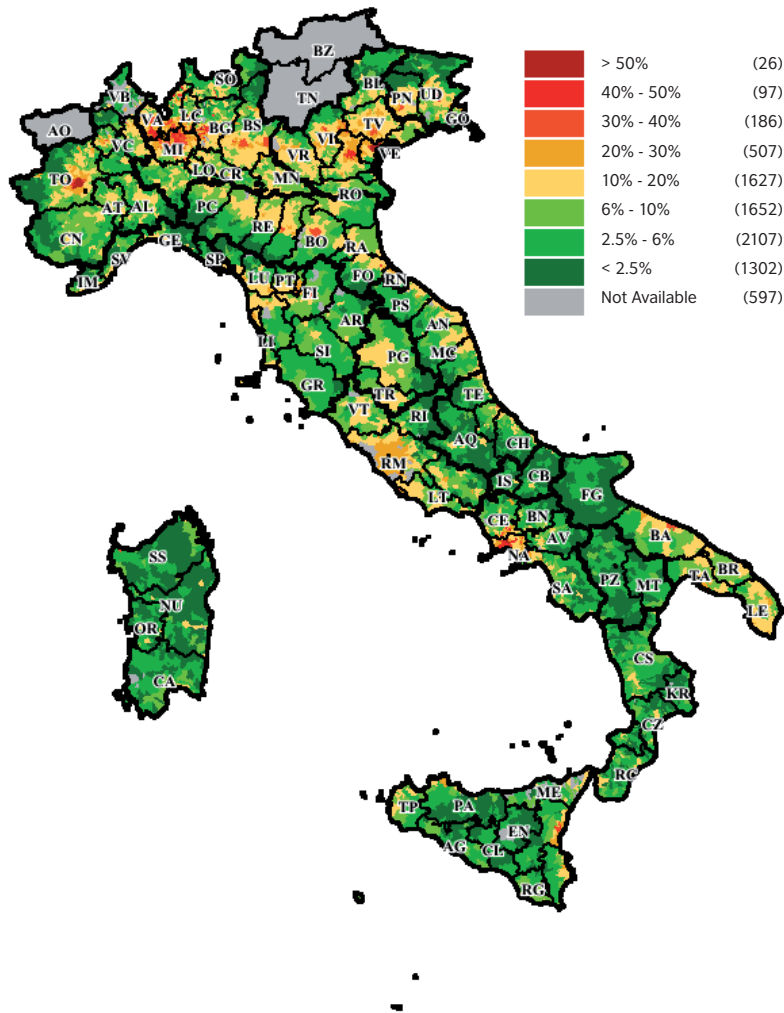 > 50% (26)
40% - 50% (97)
30% - 40% (186)
20% - 30% (507)
10% - 20% (1627)
6% - 10% (1652)
2.5% - 6% (2107)
< 2.5% (1302)
Not Available (597)
BZ
SO
TN
BL
VB
PN
UD
AO
VA
LC
BG
BS
TV
GO
VC
MI
VI
VE
TO
LO
CR
VR
MN
RO
AT
AL
PC
RE
CN
GE
BO
RA
SV
SP
IM
LU
PT
FO
RN
FI
PS
AR
AN
LI
SI
PG
MC
GR
TR
TE
VT
RI
AQ
CH
RM
IS
CB
FG
LT
CE
BN
BA
NA
AV
SS
SA
PZ
MT
TA
BR
NU
LE
OR
CS
CA
KR
CZ
RC
ME
TP
PA
EN
AG
CL
RG